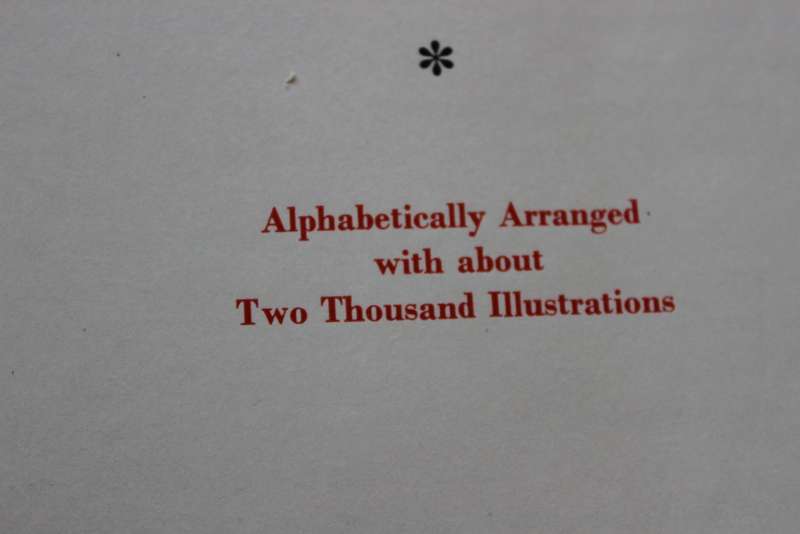 *
Alphabetically Arranged
with about
Two Thousand Illustrations